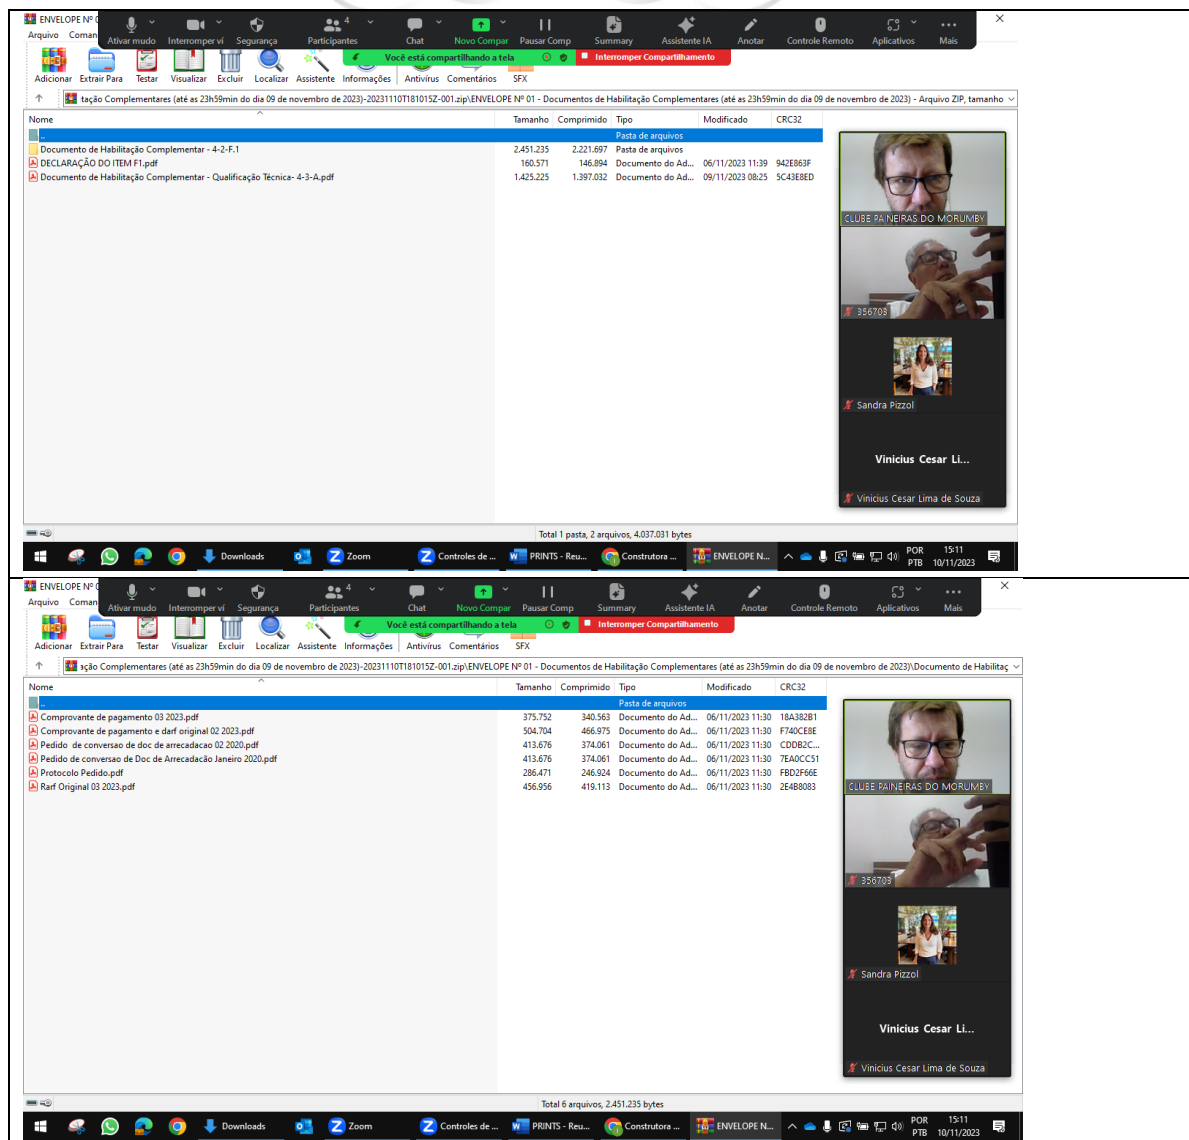 ENVELOPE Nº 0
4
Arquivo Coman
Ativar mudo Interromper ví Segurança Participantes Chat Novo Compar Pausar Comp Summary Assistente IA Anotar Controle Remoto Aplicativos Mais
Você está compartilhando a tela Interromper Compartilhamento
Adicionar Extrair Para Testar Visualizar Excluir Localizar Assistente Informações Antivírus Comentários SFX
tação Complementares (até as 23h59min do dia 09 de novembro de 2023)-20231110T181015Z-001.zip\ENVELOPE Nº 01 - Documentos de Habilitação Complementares (até as 23h59min do dia 09 de novembro de 2023) - Arquivo ZIP, tamanho
Nome Tamanho Comprimido Tipo Modificado CRC32
.. Pasta de arquivos
Documento de Habilitação Complementar - 4-2-F.1 2.451.235 2.221.697 Pasta de arquivos
DECLARAÇÃO DO ITEM F1.pdf 160.571 146.894 Documento do Ad... 06/11/2023 11:39 942E863F
Documento de Habilitação Complementar - Qualificação Técnica- 4-3-A.pdf 1.425.225 1.397.032 Documento do Ad... 09/11/2023 08:25 5C43E8ED
CLUBE PAINEIRAS DO MORUMBY
356703
Sandra Pizzol
Vinicius Cesar Li...
Vinicius Cesar Lima de Souza
Total 1 pasta, 2 arquivos, 4.037.031 bytes
Downloads Zoom Controles de ... PRINTS - Reu... Construtora ... ENVELOPE N... POR PTB 15:11 10/11/2023
ENVELOPE Nº 0
4
Arquivo Coman
Ativar mudo Interromper ví Segurança Participantes Chat Novo Compar Pausar Comp Summary Assistente IA Anotar Controle Remoto Aplicativos Mais
Você está compartilhando a tela Interromper Compartilhamento
Adicionar Extrair Para Testar Visualizar Excluir Localizar Assistente Informações Antivírus Comentários SFX
ação Complementares (até as 23h59min do dia 09 de novembro de 2023)-20231110T181015Z-001.zip\ENVELOPE Nº 01 - Documentos de Habilitação Complementares (até as 23h59min do dia 09 de novembro de 2023)\Documento de Habilitaç
Nome Tamanho Comprimido Tipo Modificado CRC32
.. Pasta de arquivos
Comprovante de pagamento 03 2023.pdf 375.752 340.563 Documento do Ad... 06/11/2023 11:30 18A382B1
Comprovante de pagamento e darf original 02 2023.pdf 504.704 466.975 Documento do Ad... 06/11/2023 11:30 F740CE8E
Pedido de conversao de doc de arrecadacao 02 2020.pdf 413.676 374.061 Documento do Ad... 06/11/2023 11:30 CDDB2C...
Pedido de conversao de Doc de Arrecadacão Janeiro 2020.pdf 413.676 374.061 Documento do Ad... 06/11/2023 11:30 7EA0CC51
Protocolo Pedido.pdf 286.471 246.924 Documento do Ad... 06/11/2023 11:30 FBD2F66E
Rarf Original 03 2023.pdf 456.956 419.113 Documento do Ad... 06/11/2023 11:30 2E4B8083
CLUBE PAINEIRAS DO MORUMBY
356703
Sandra Pizzol
Vinicius Cesar Li...
Vinicius Cesar Lima de Souza
Total 6 arquivos, 2.451.235 bytes
Downloads Zoom Controles de ... PRINTS - Reu... Construtora ... ENVELOPE N... POR PTB 15:11 10/11/2023